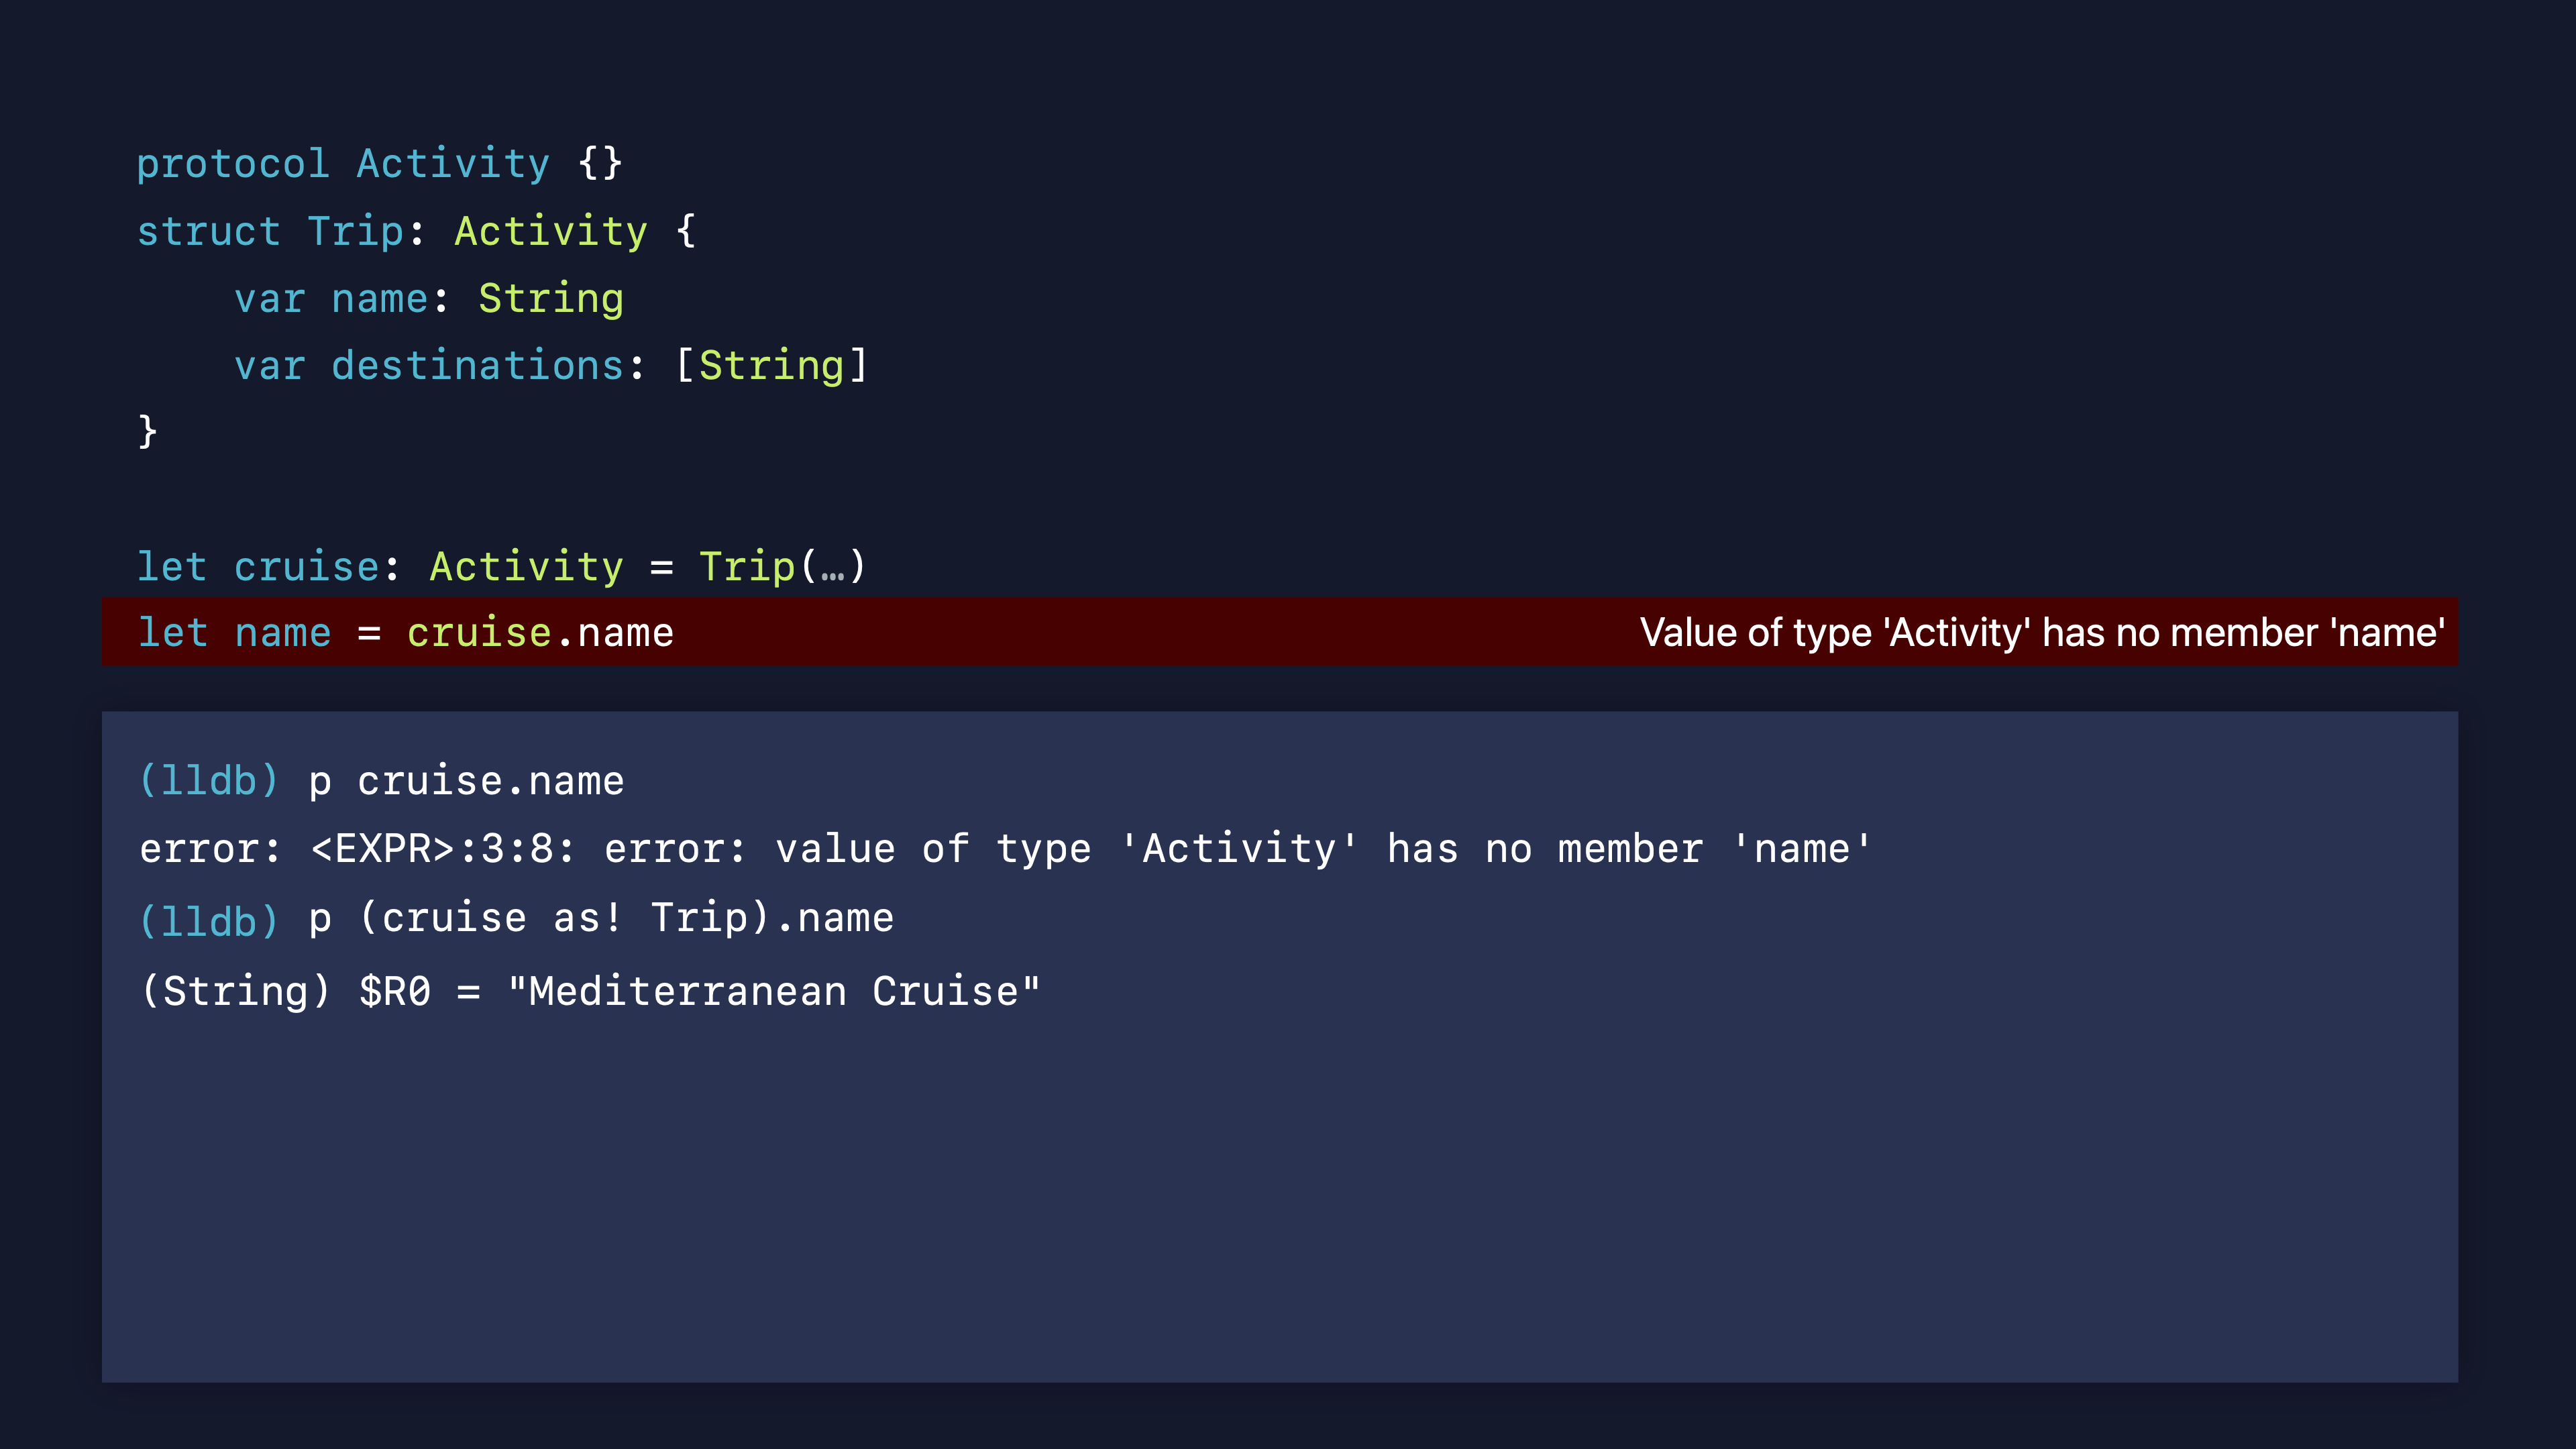 protocol Activity {}
struct Trip: Activity {
    var name: String
    var destinations: [String]
}
let cruise: Activity = Trip(…)
let name = cruise.name
Value of type 'Activity' has no member 'name'
(lldb) p cruise.name
error: <EXPR>:3:8: error: value of type 'Activity' has no member 'name'
(lldb) p (cruise as! Trip).name
(String) $R0 = "Mediterranean Cruise"